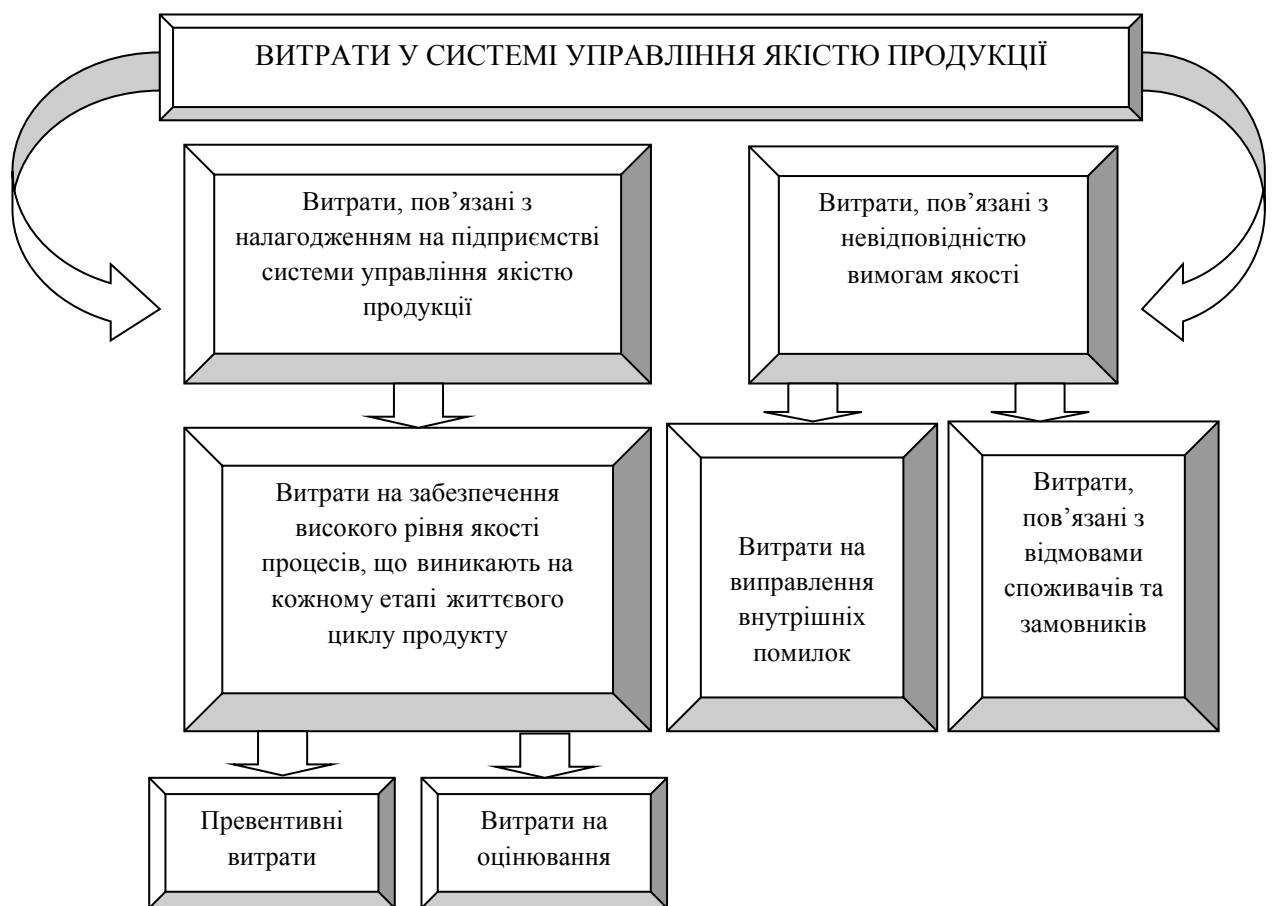 ВИТРАТИ У СИСТЕМІ УПРАВЛІННЯ ЯКІСТЮ ПРОДУКЦІЇ
Витрати, пов’язані з
налагодженням на підприємстві
системи управління якістю
продукції
Витрати, пов’язані з
невідповідністю
вимогам якості
Витрати на забезпечення
високого рівня якості
процесів, що виникають на
кожному етапі життєвого
циклу продукту
Витрати на
виправлення
внутрішніх
помилок
Витрати,
пов’язані з
відмовами
споживачів та
замовників
Превентивні
витрати
Витрати на
оцінювання